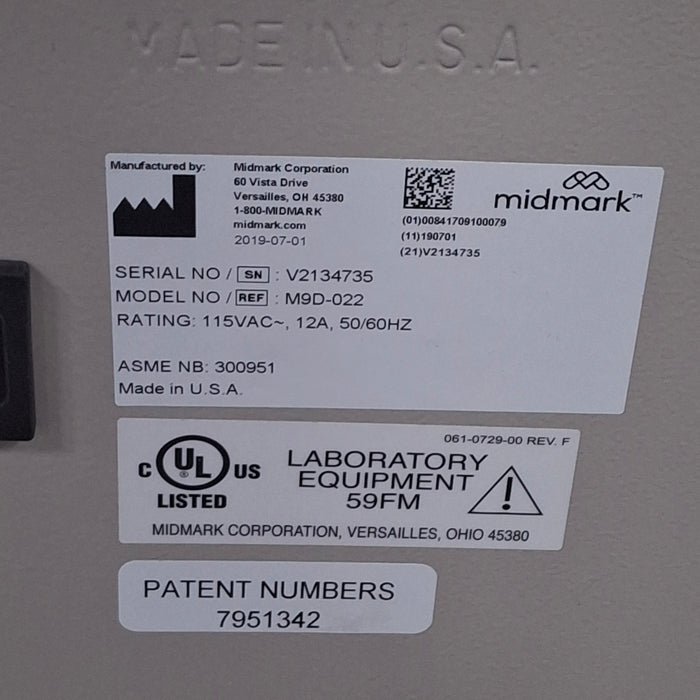 MADE IN U.S.A.
Manufactured by:
Midmark Corporation
60 Vista Drive
Versailles, OH 45380
1-800-MIDMARK
midmark.com
2019-07-01
midmark™
(01)00841709100079
(11)190701
(21)V2134735
SERIAL NO / SN : V2134735
MODEL NO / REF : M9D-022
RATING: 115VAC~, 12A, 50/60HZ
ASME NB: 300951
Made in U.S.A.
061-0729-00 REV. F
C UL ® US
LISTED
LABORATORY
EQUIPMENT
59FM
!
MIDMARK CORPORATION, VERSAILLES, OHIO 45380
PATENT NUMBERS
7951342